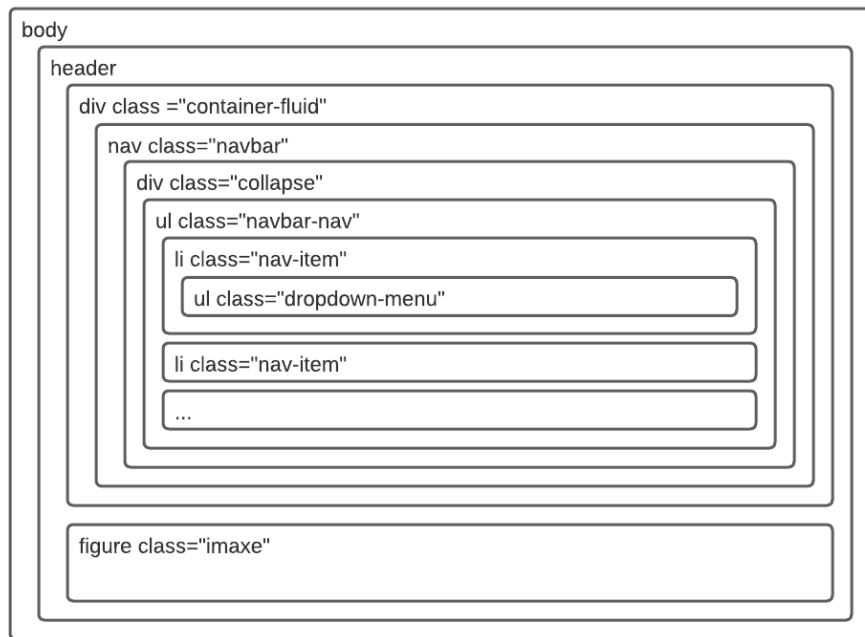 body
header
div class ="container-fluid"
nav class="navbar"
div class="collapse"
ul class="navbar-nav"
li class="nav-item"
ul class="dropdown-menu"
li class="nav-item"
...
figure class="imaxe"